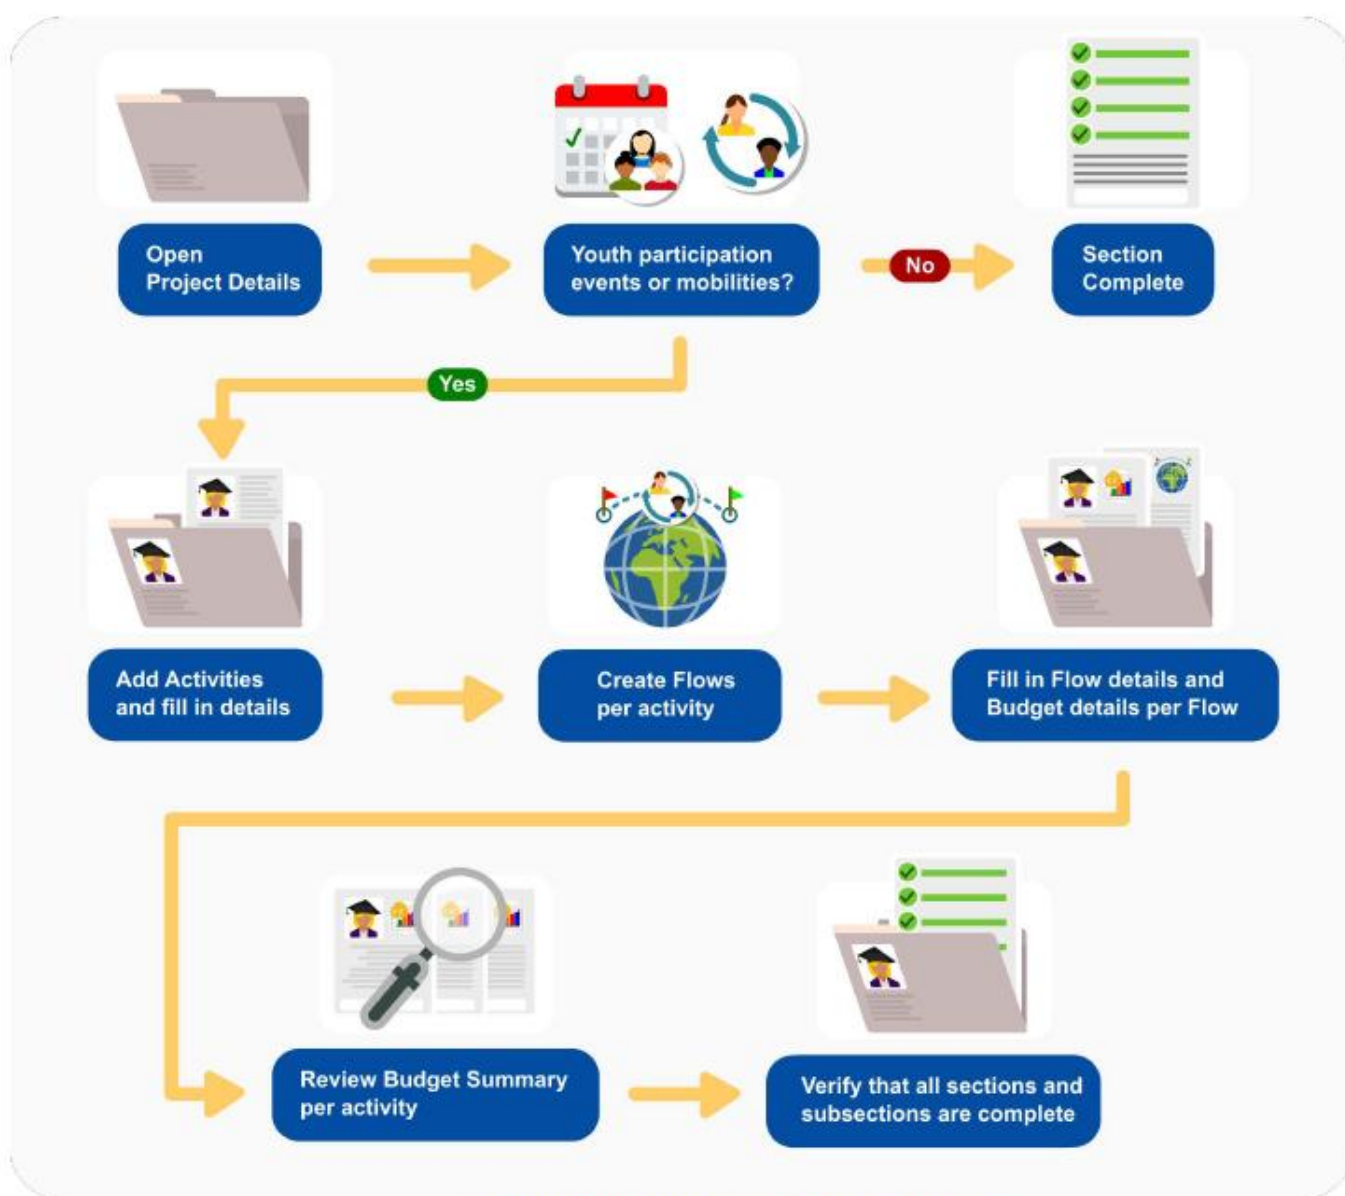 Open
Project Details
Youth participation
events or mobilities?
No
Section
Complete
Yes
Add Activities
and fill in details
Create Flows
per activity
Fill in Flow details and
Budget details per Flow
Review Budget Summary
per activity
Verify that all sections and
subsections are complete